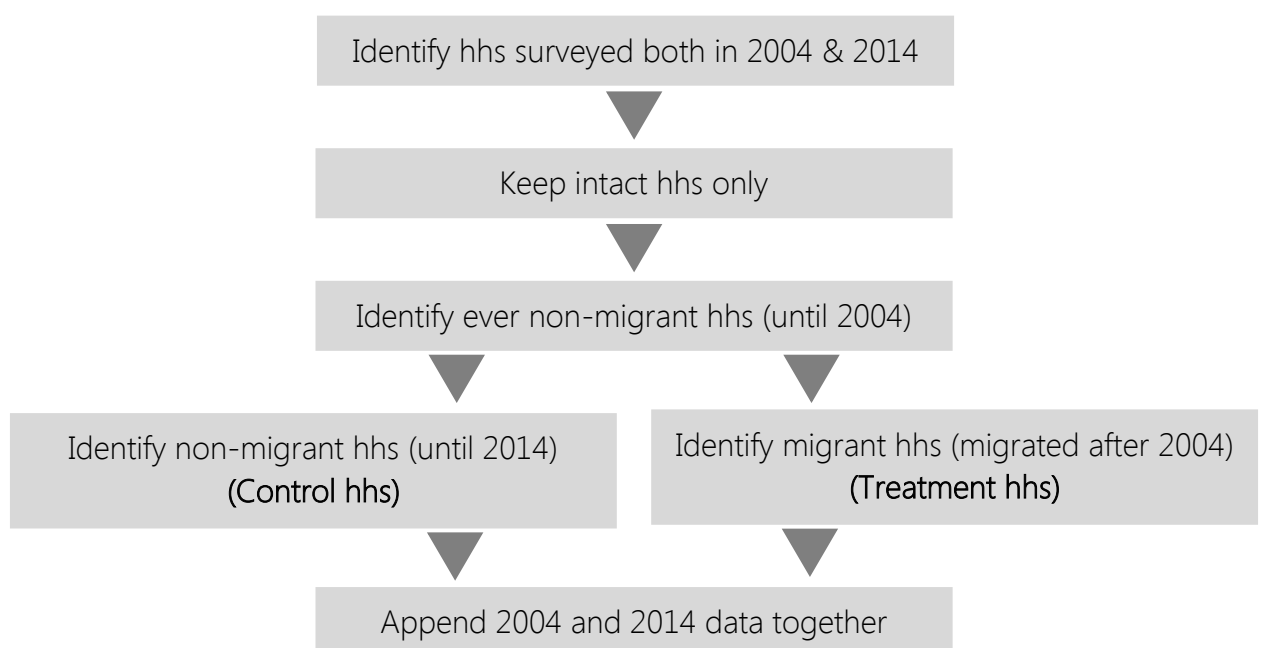 Identify hhs surveyed both in 2004 & 2014
Keep intact hhs only
Identify ever non-migrant hhs (until 2004)
Identify non-migrant hhs (until 2014)
(Control hhs)
Identify migrant hhs (migrated after 2004)
(Treatment hhs)
Append 2004 and 2014 data together